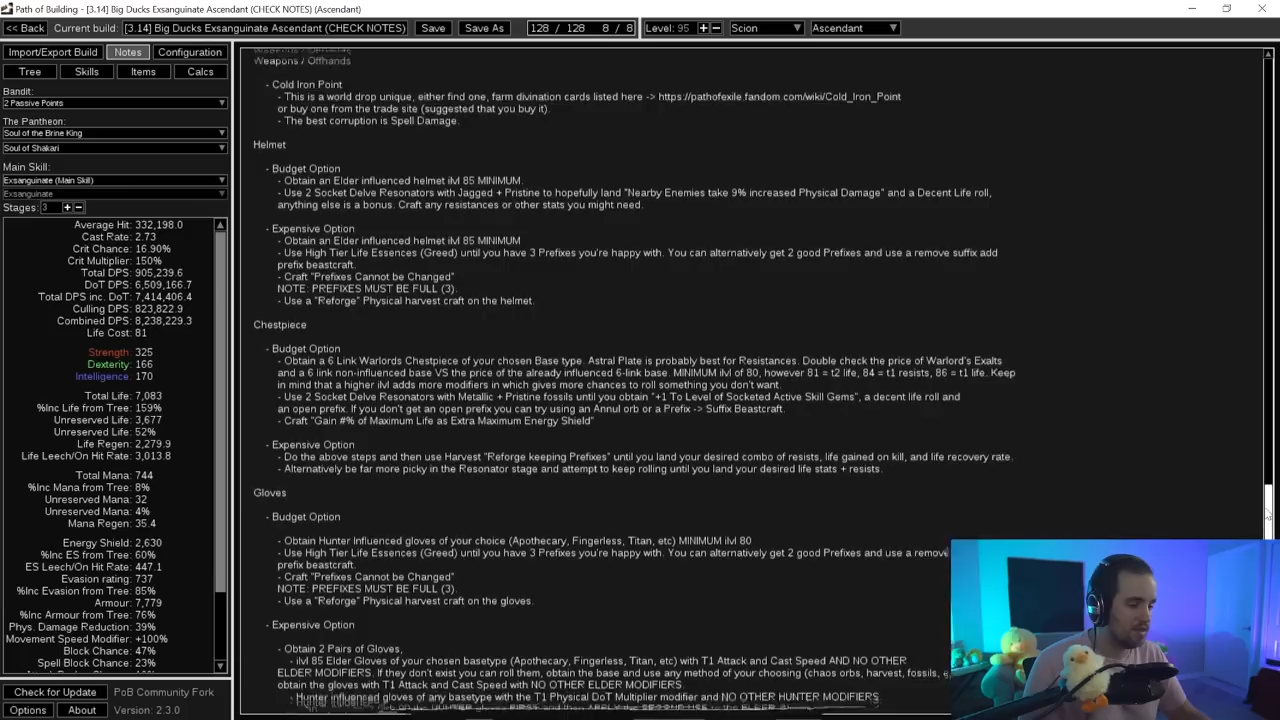 Path of Building - [3.14] Big Ducks Exsanguinate Ascendant (CHECK NOTES) (Ascendant)
<< Back
Current build: [3.14] Big Ducks Exsanguinate Ascendant (CHECK NOTES)
Save
Save As
128 / 128 8 / 8
Level: 95
Scion
Ascendant
Import/Export Build
Notes
Configuration
Tree
Skills
Items
Calcs
Bandit:
2 Passive Points
The Pantheon:
Soul of the Brine King
Soul of Shakari
Main Skill:
Exsanguinate (Main Skill)
Exsanguinate
Stages: 3
Average Hit: 332,198.0
Cast Rate: 2.73
Crit Chance: 16.90%
Crit Multiplier: 150%
Total DPS: 905,239.6
DoT DPS: 6,509,166.7
Total DPS inc. DoT: 7,414,406.4
Culling DPS: 823,822.9
Combined DPS: 8,238,229.3
Life Cost: 81
Strength: 325
Dexterity: 166
Intelligence: 170
Total Life: 7,083
%Inc Life from Tree: 159%
Unreserved Life: 3,677
Unreserved Life: 52%
Life Regen: 2,279.9
Life Leech/On Hit Rate: 3,013.8
Total Mana: 744
%Inc Mana from Tree: 8%
Unreserved Mana: 32
Unreserved Mana: 4%
Mana Regen: 35.4
Energy Shield: 2,630
%Inc ES from Tree: 60%
ES Leech/On Hit Rate: 447.1
Evasion rating: 737
%Inc Evasion from Tree: 85%
Armour: 7,779
%Inc Armour from Tree: 76%
Phys. Damage Reduction: 39%
Movement Speed Modifier: +100%
Block Chance: 47%
Spell Block Chance: 23%
Check for Update
PoB Community Fork
Options
About
Version: 2.3.0
Weapons / Offhands
- Cold Iron Point
- This is a world drop unique, either find one, farm divination cards listed here -> https://pathofexile.fandom.com/wiki/Cold_Iron_Point
or buy one from the trade site (suggested that you buy it).
- The best corruption is Spell Damage.
Helmet
- Budget Option
- Obtain an Elder influenced helmet ilvl 85 MINIMUM.
- Use 2 Socket Delve Resonators with Jagged + Pristine to hopefully land "Nearby Enemies take 9% increased Physical Damage" and a Decent Life roll,
anything else is a bonus. Craft any resistances or other stats you might need.
- Expensive Option
- Obtain an Elder influenced helmet ilvl 85 MINIMUM
- Use High Tier Life Essences (Greed) until you have 3 Prefixes you're happy with. You can alternatively get 2 good Prefixes and use a remove suffix add
prefix beastcraft.
- Craft "Prefixes Cannot be Changed"
NOTE: PREFIXES MUST BE FULL (3).
- Use a "Reforge" Physical harvest craft on the helmet.
Chestpiece
- Budget Option
- Obtain a 6 Link Warlords Chestpiece of your chosen Base type. Astral Plate is probably best for Resistances. Double check the price of Warlord's Exalts
and a 6 link non-influenced base VS the price of the already influenced 6-link base. MINIMUM ilvl of 80, however 81 = t2 life, 84 = t1 resists, 86 = t1 life. Keep
in mind that a higher ilvl adds more modifiers in which gives more chances to roll something you don't want.
- Use 2 Socket Delve Resonators with Metallic + Pristine fossils until you obtain "+1 To Level of Socketed Active Skill Gems", a decent life roll and
an open prefix. If you don't get an open prefix you can try using an Annul orb or a Prefix -> Suffix Beastcraft.
- Craft "Gain #% of Maximum Life as Extra Maximum Energy Shield"
- Expensive Option
- Do the above steps and then use Harvest "Reforge keeping Prefixes" until you land your desired combo of resists, life gained on kill, and life recovery rate.
- Alternatively be far more picky in the Resonator stage and attempt to keep rolling until you land your desired life stats + resists.
Gloves
- Budget Option
- Obtain Hunter Influenced gloves of your choice (Apothecary, Fingerless, Titan, etc) MINIMUM ilvl 80
- Use High Tier Life Essences (Greed) until you have 3 Prefixes you're happy with. You can alternatively get 2 good Prefixes and use a remove
prefix beastcraft.
- Craft "Prefixes Cannot be Changed"
NOTE: PREFIXES MUST BE FULL (3).
- Use a "Reforge" Physical harvest craft on the gloves.
- Expensive Option
- Obtain 2 Pairs of Gloves,
- ilvl 85 Elder Gloves of your chosen basetype (Apothecary, Fingerless, Titan, etc) with T1 Attack and Cast Speed AND NO OTHER
ELDER MODIFIERS. If they don't exist you can roll them, obtain the base and use any method of your choosing (chaos orbs, harvest, fossils,
obtain the gloves with T1 Attack and Cast Speed with NO OTHER ELDER MODIFIERS.
- Hunter influenced gloves of any basetype with the T1 Physical DoT Multiplier modifier and NO OTHER HUNTER MODIFIERS.